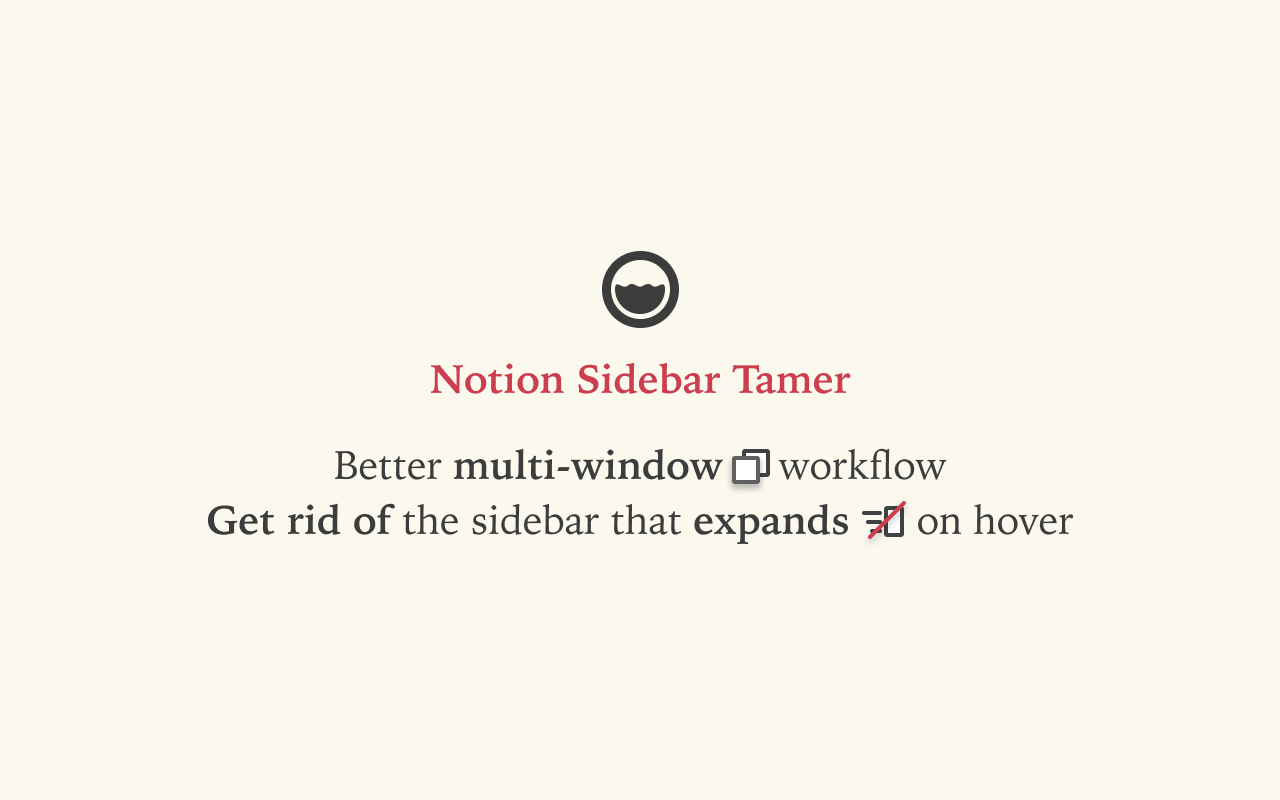 Notion Sidebar Tamer
Better multi-window workflow
Get rid of the sidebar that expands on hover